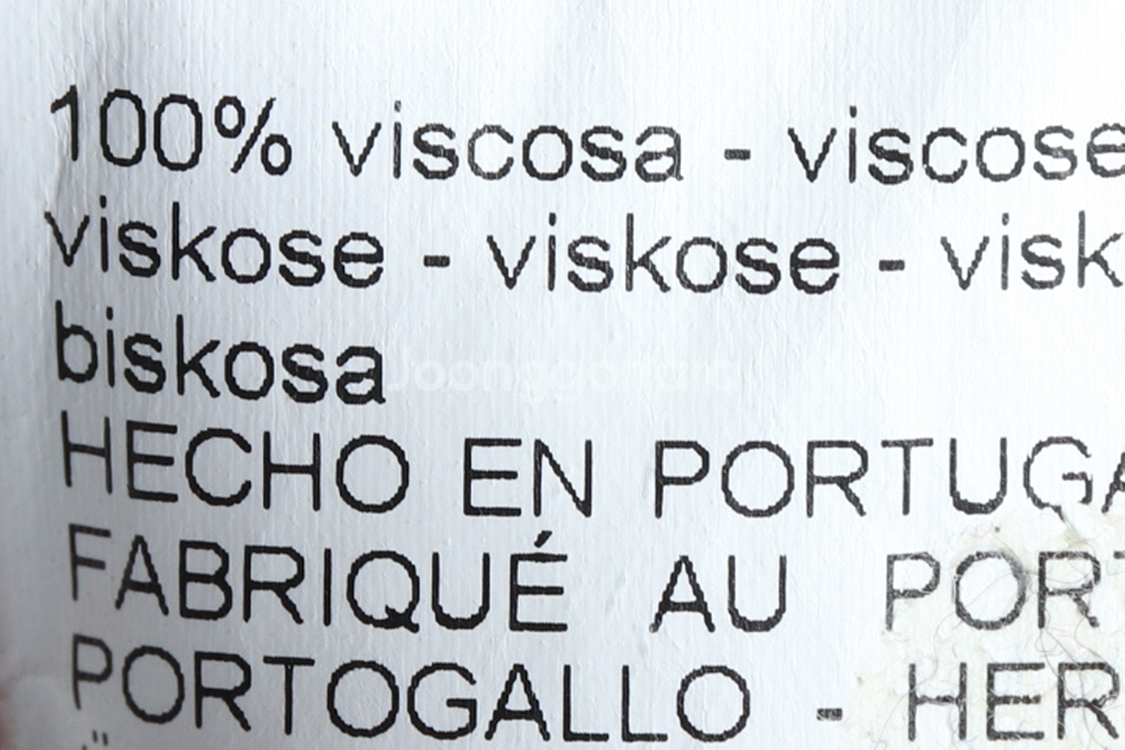 100% viscosa - viscose
viskose - viskose - visk
biskosa
HECHO EN PORTUGA
FABRIQUÉ AU PORT
PORTOGALLO - HER